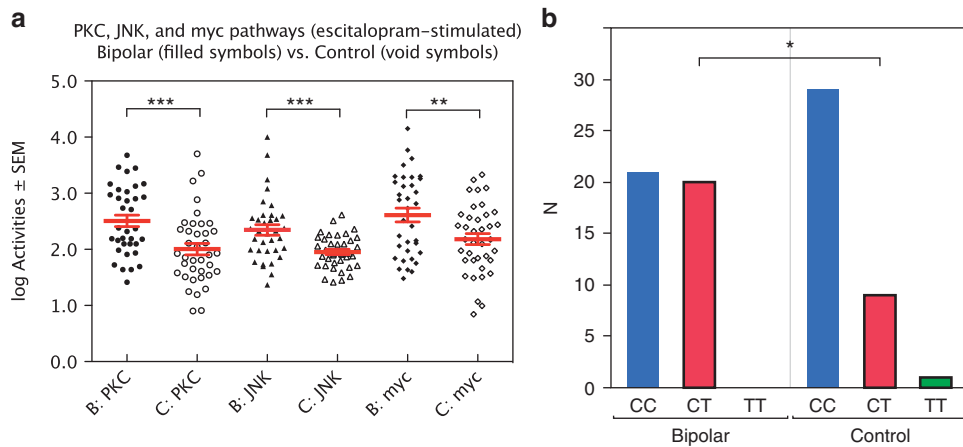 a
PKC, JNK, and myc pathways (escitalopram-stimulated)
Bipolar (filled symbols) vs. Control (void symbols)
log Activities ± SEM
5.0
4.0
3.0
2.0
1.0
0.0
*** *** **
B: PKC C: PKC B: JNK C: JNK B: myc C: myc
b
*
N
30
25
20
15
10
5
0
CC CT TT CC CT TT
Bipolar Control